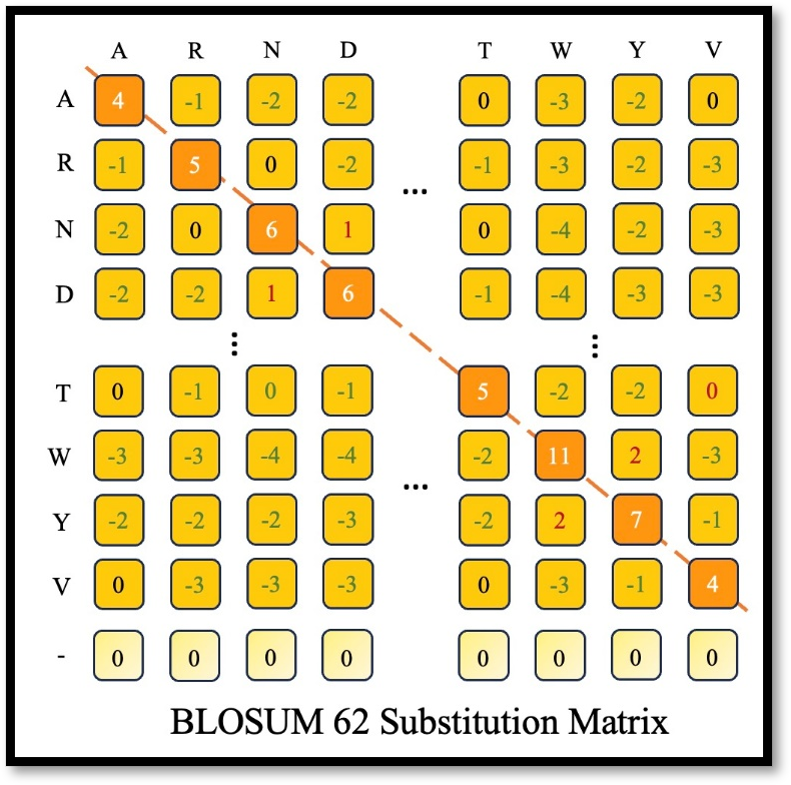 A R N D T W Y V
A 4 -1 -2 -2 0 -3 -2 0
R -1 5 0 -2 ... -1 -3 -2 -3
N -2 0 6 1 0 -4 -2 -3
D -2 -2 1 6 -1 -4 -3 -3
⋮ ⋮
T 0 -1 0 -1 5 -2 -2 0
W -3 -3 -4 -4 ... -2 11 2 -3
Y -2 -2 -2 -3 -2 2 7 -1
V 0 -3 -3 -3 0 -3 -1 4
- 0 0 0 0 0 0 0 0
BLOSUM 62 Substitution Matrix